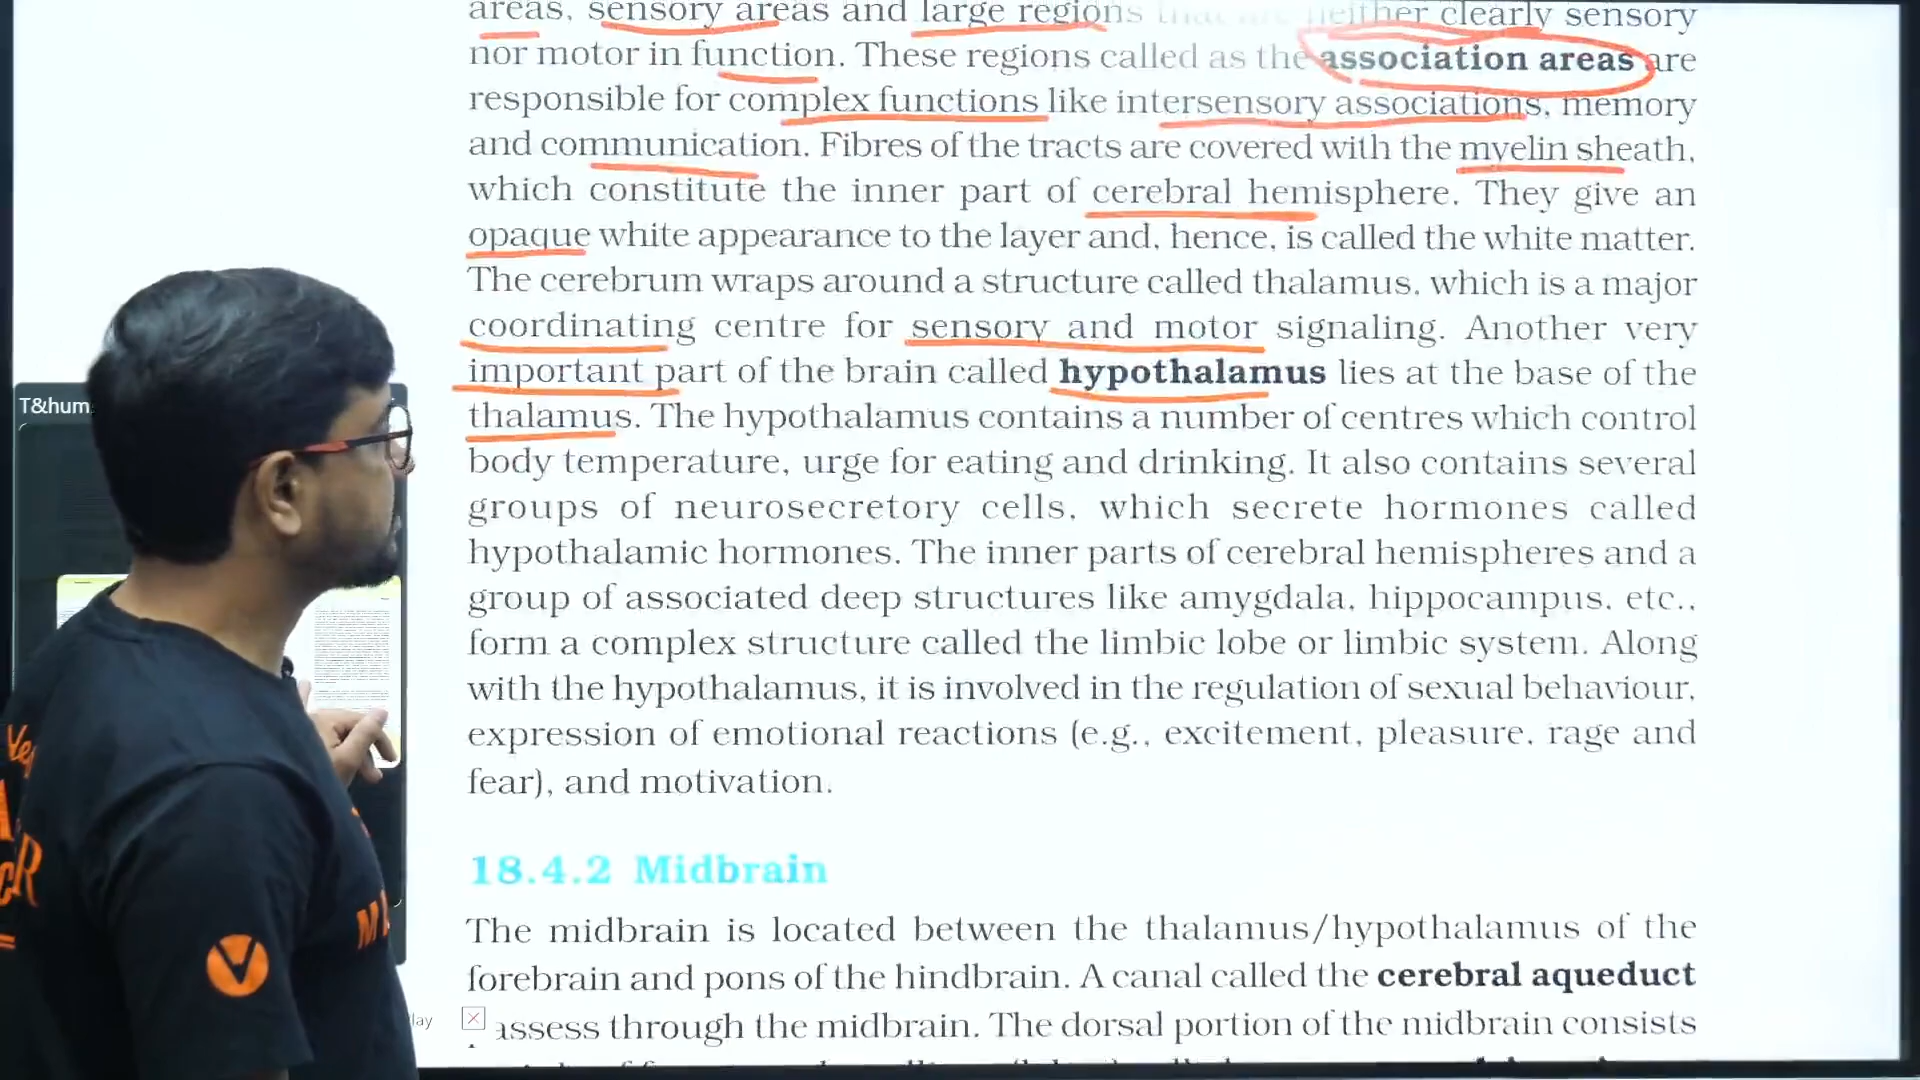 areas, sensory areas and large regions that are neither clearly sensory
nor motor in function. These regions called as the association areas are
responsible for complex functions like intersensory associations, memory
and communication. Fibres of the tracts are covered with the myelin sheath,
which constitute the inner part of cerebral hemisphere. They give an
opaque white appearance to the layer and, hence, is called the white matter.
The cerebrum wraps around a structure called thalamus, which is a major
coordinating centre for sensory and motor signaling. Another very
important part of the brain called hypothalamus lies at the base of the
thalamus. The hypothalamus contains a number of centres which control
body temperature, urge for eating and drinking. It also contains several
groups of neurosecretory cells, which secrete hormones called
hypothalamic hormones. The inner parts of cerebral hemispheres and a
group of associated deep structures like amygdala, hippocampus, etc.,
form a complex structure called the limbic lobe or limbic system. Along
with the hypothalamus, it is involved in the regulation of sexual behaviour,
expression of emotional reactions (e.g., excitement, pleasure, rage and
fear), and motivation.
18.4.2 Midbrain
The midbrain is located between the thalamus/hypothalamus of the
forebrain and pons of the hindbrain. A canal called the cerebral aqueduct
assess through the midbrain. The dorsal portion of the midbrain consists
T&hum
lay